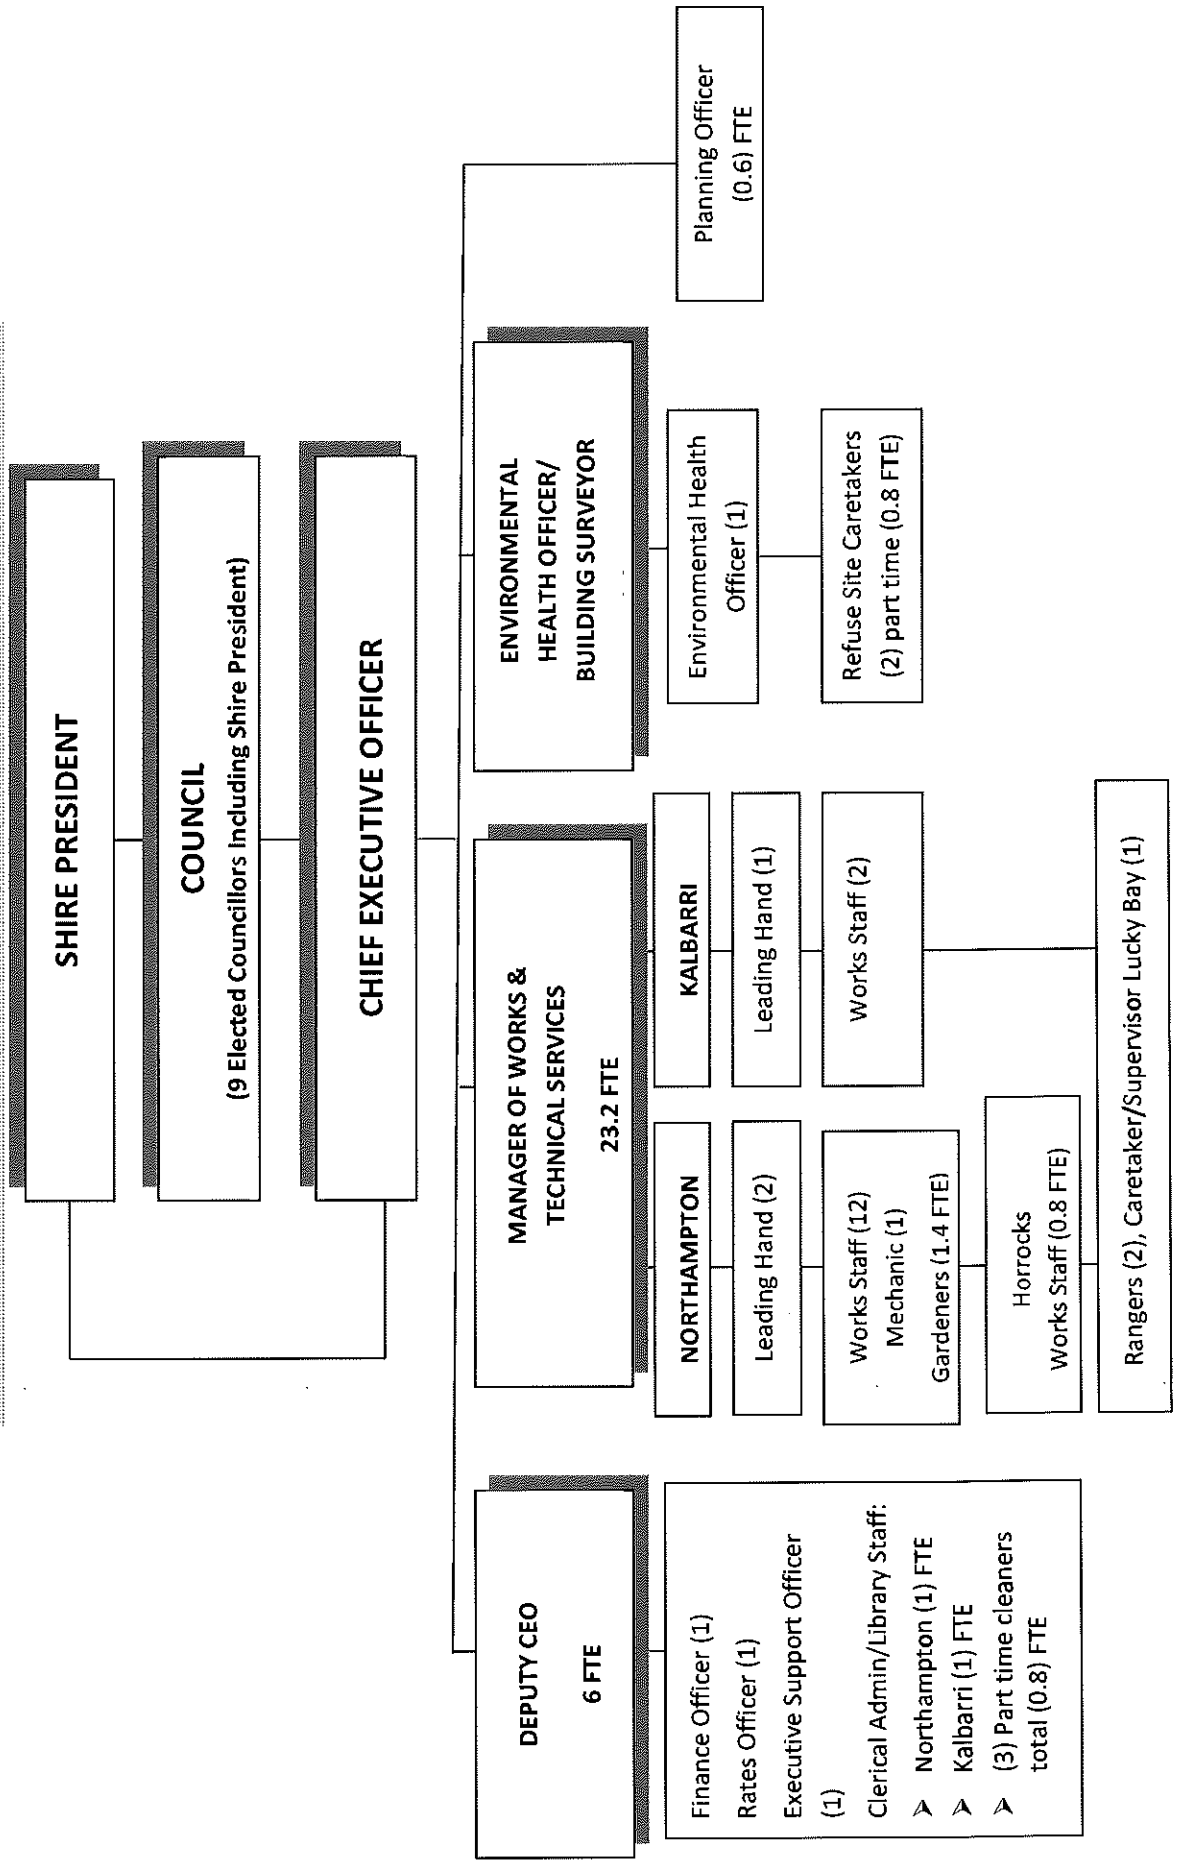 SHIRE PRESIDENT
COUNCIL
(9 Elected Councillors Including Shire President)
CHIEF EXECUTIVE OFFICER
DEPUTY CEO
6 FTE
Finance Officer (1)
Rates Officer (1)
Executive Support Officer
(1)
Clerical Admin/Library Staff:
➢ Northampton (1) FTE
➢ Kalbarri (1) FTE
➢ (3) Part time cleaners
total (0.8) FTE
MANAGER OF WORKS &
TECHNICAL SERVICES
23.2 FTE
NORTHAMPTON
Leading Hand (2)
Works Staff (12)
Mechanic (1)
Gardeners (1.4 FTE)
Horrocks
Works Staff (0.8 FTE)
KALBARRI
Leading Hand (1)
Works Staff (2)
Rangers (2), Caretaker/Supervisor Lucky Bay (1)
ENVIRONMENTAL
HEALTH OFFICER/
BUILDING SURVEYOR
Environmental Health
Officer (1)
Refuse Site Caretakers
(2) part time (0.8 FTE)
Planning Officer
(0.6) FTE